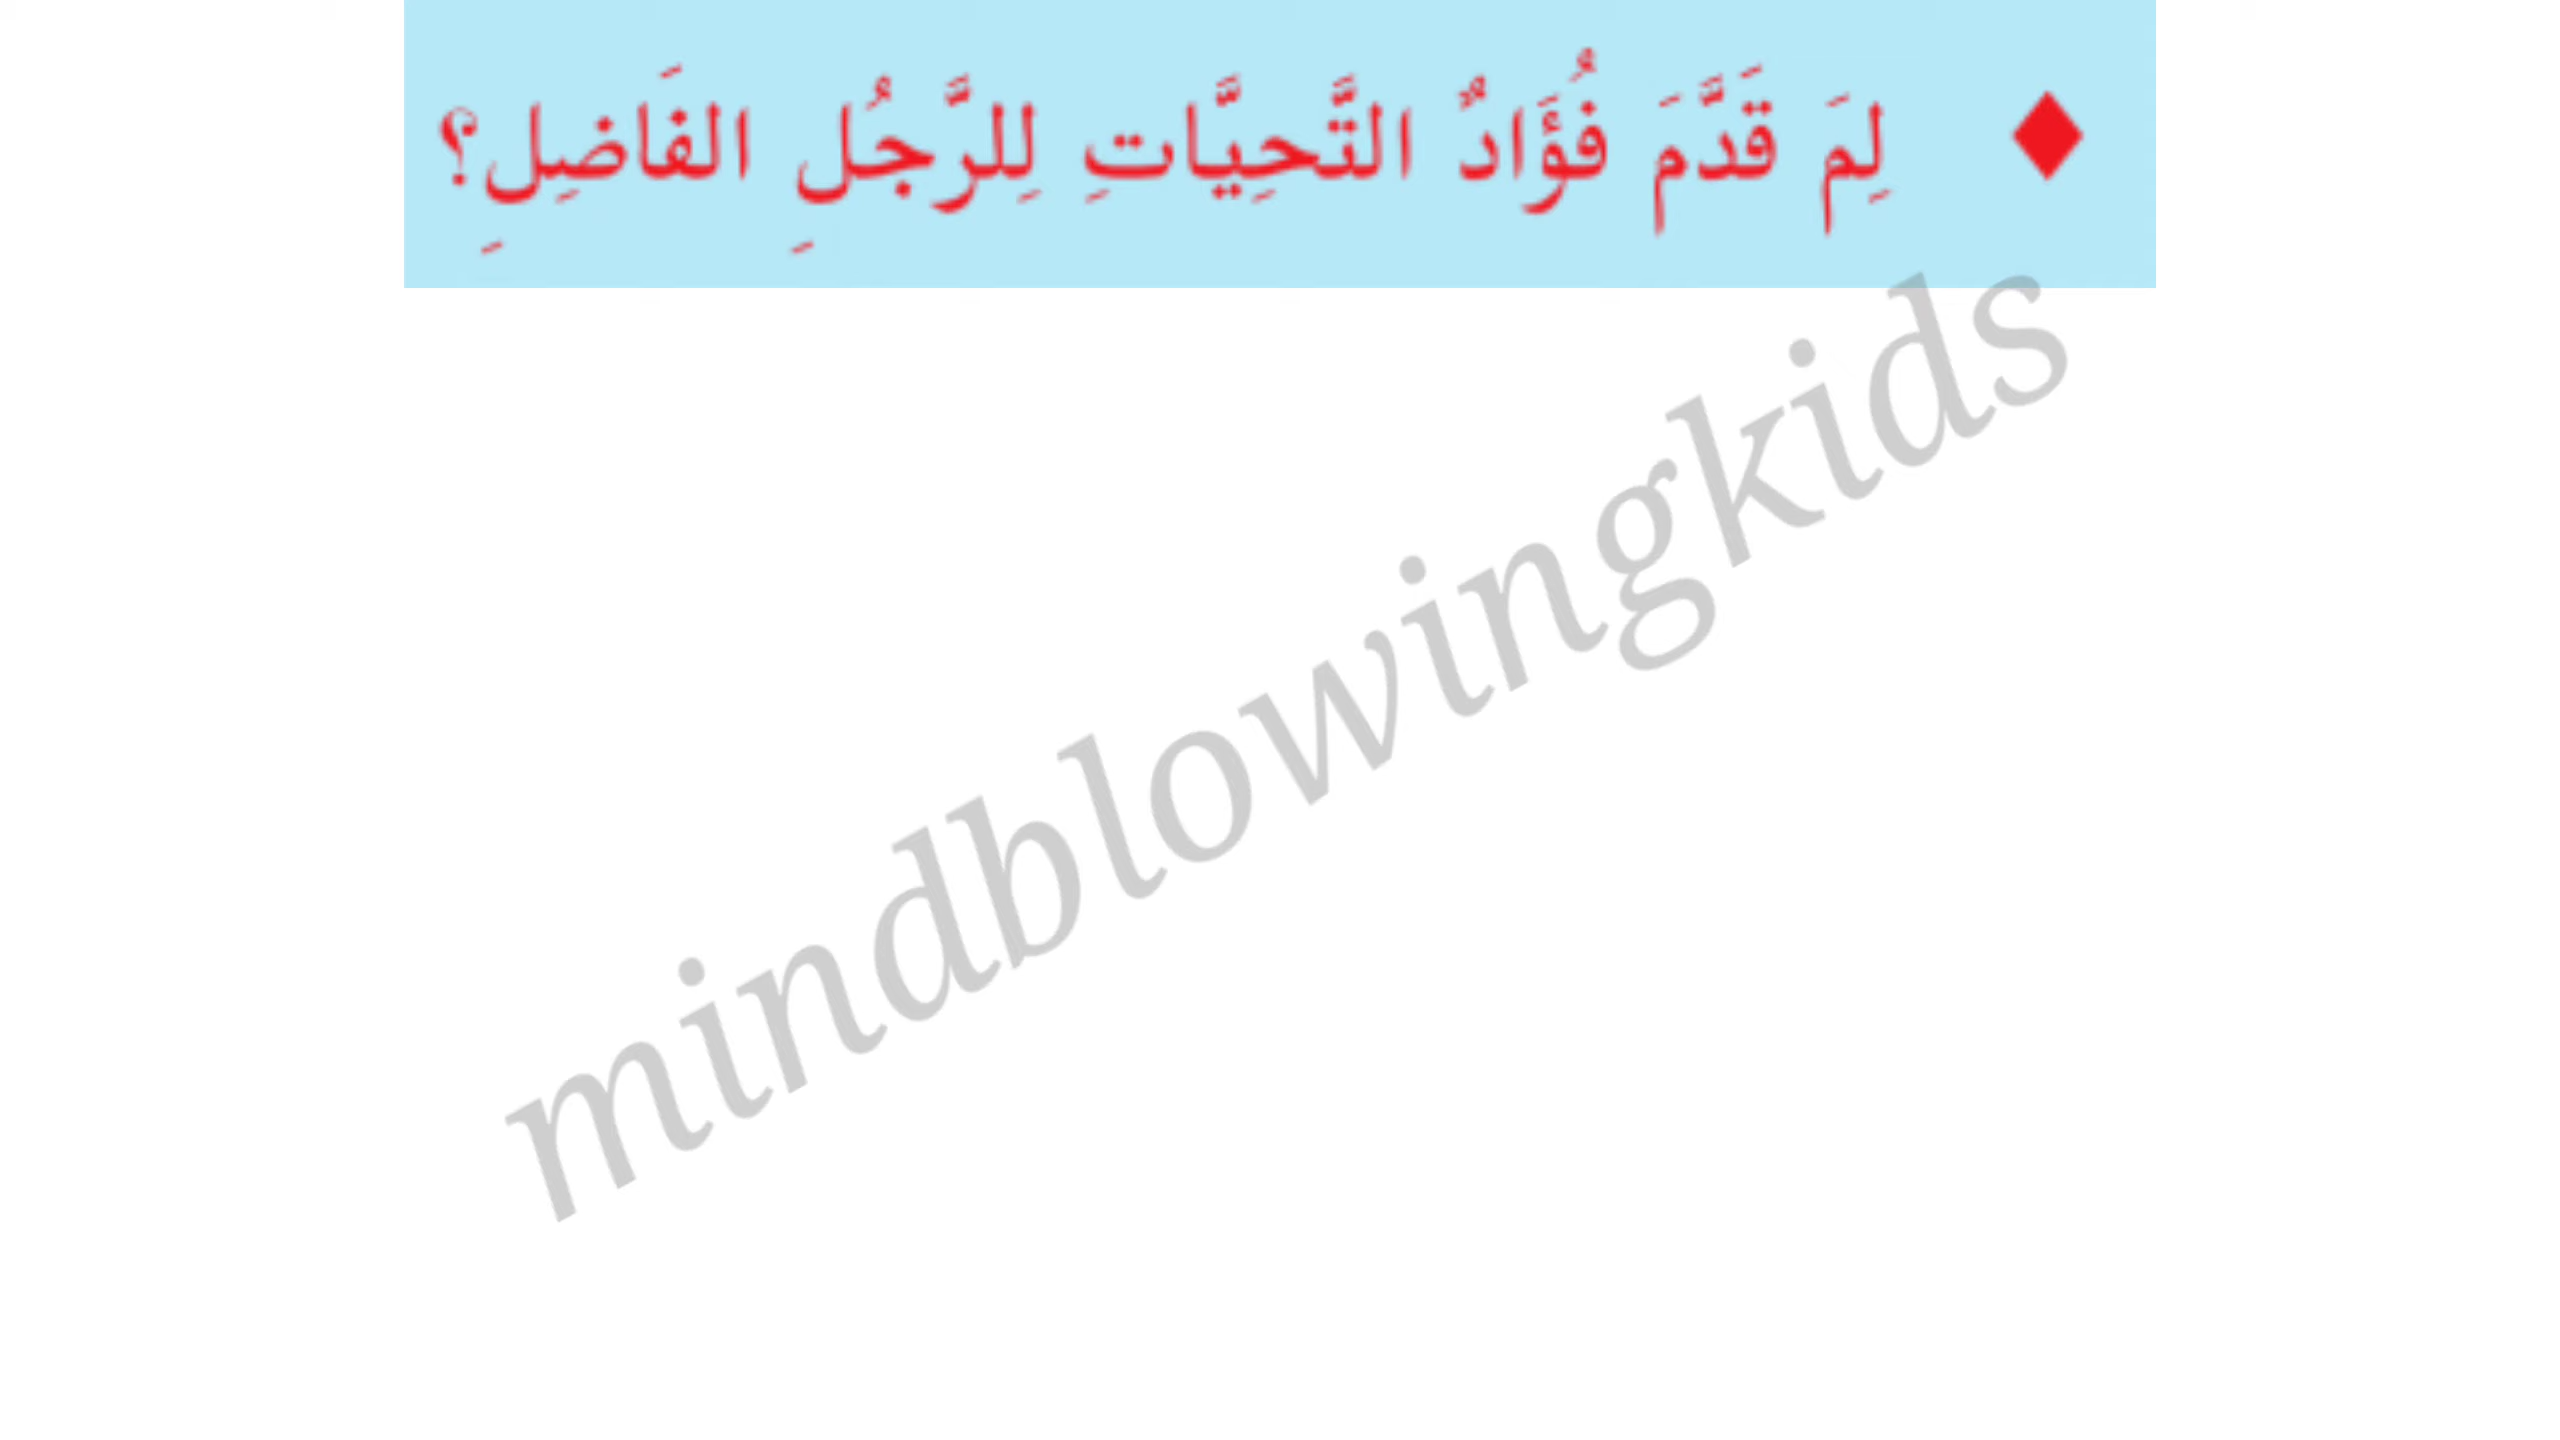 ♦ لِمَ قَدَّمَ فُؤَادٌ التَّحِيَّاتِ لِلرَّجُلِ الفَاضِلِ؟
mindblowingkids